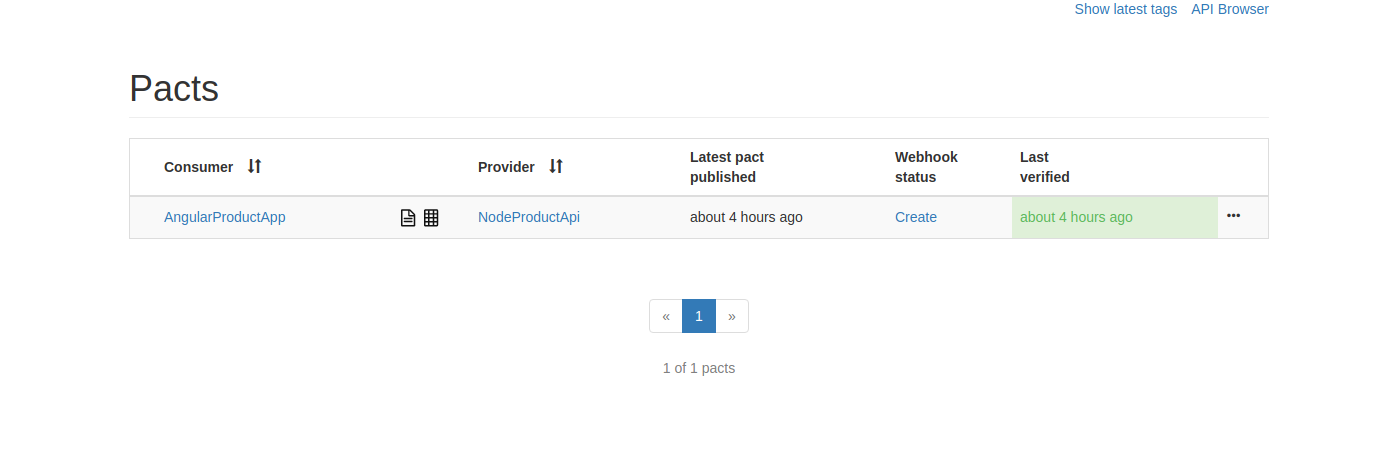 Show latest tags API Browser
Pacts
Consumer Provider Latest pact published Webhook status Last verified
AngularProductApp NodeProductApi about 4 hours ago Create about 4 hours ago •••
« 1 »
1 of 1 pacts